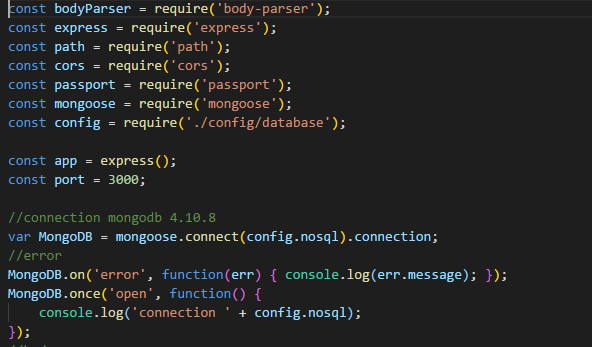 const bodyParser = require('body-parser');
const express = require('express');
const path = require('path');
const cors = require('cors');
const passport = require('passport');
const mongoose = require('mongoose');
const config = require('./config/database');

const app = express();
const port = 3000;

//connection mongodb 4.10.8
var MongoDB = mongoose.connect(config.nosql).connection;
//error
MongoDB.on('error', function(err) { console.log(err.message); });
MongoDB.once('open', function() {
    console.log('connection ' + config.nosql);
});